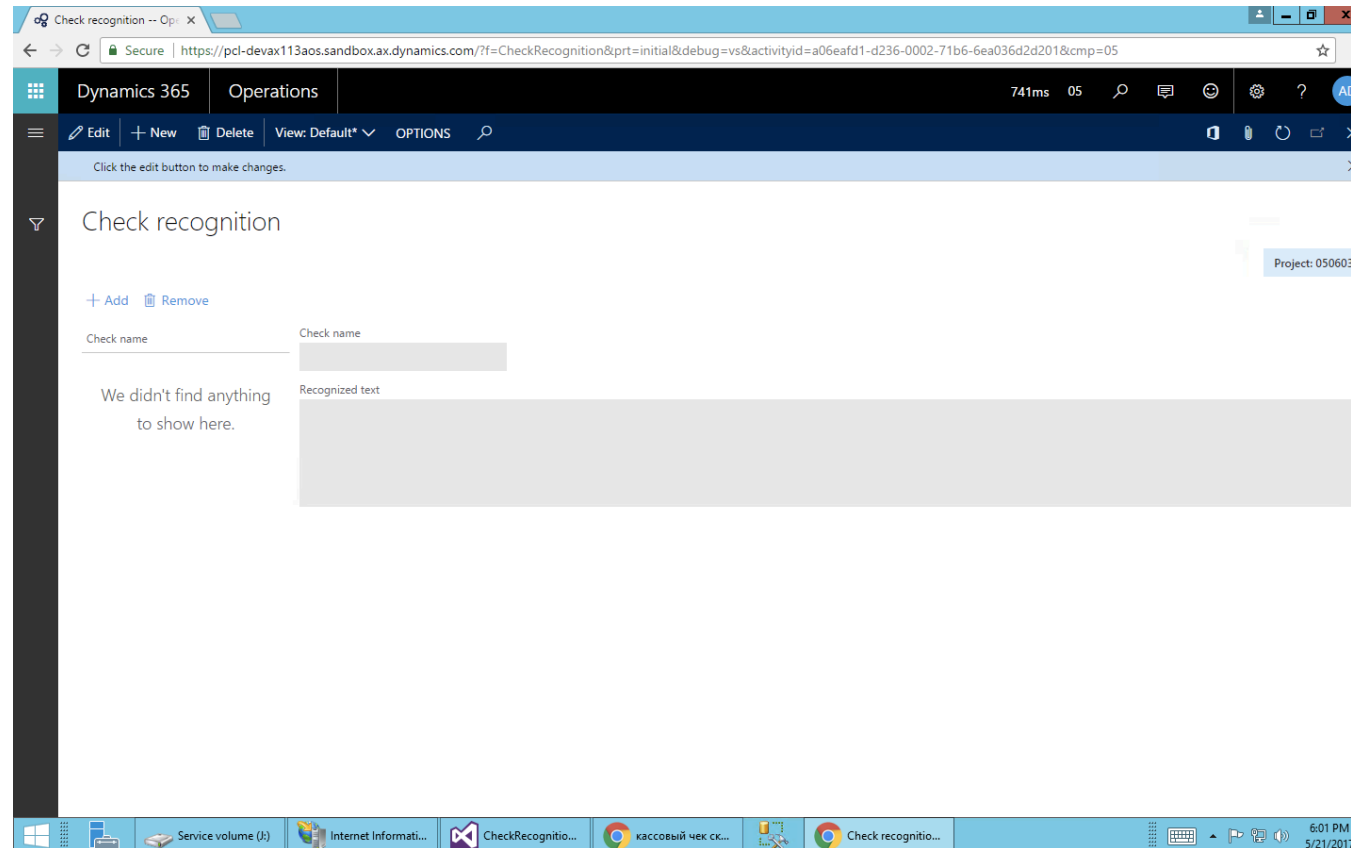 Check recognition -- Ope
Secure | https://pcl-devax113aos.sandbox.ax.dynamics.com/?f=CheckRecognition&prt=initial&debug=vs&activityid=a06eafd1-d236-0002-71b6-6ea036d2d201&cmp=05
Dynamics 365 Operations 741ms 05 ? AD
Edit + New Delete View: Default* OPTIONS
Click the edit button to make changes.
Check recognition
Project: 050603
+ Add Remove
Check name
Check name
Recognized text
We didn't find anything
to show here.
Service volume (J:) Internet Informati... CheckRecognitio... кассовый чек ск... Check recognitio... 6:01 PM
5/21/2017